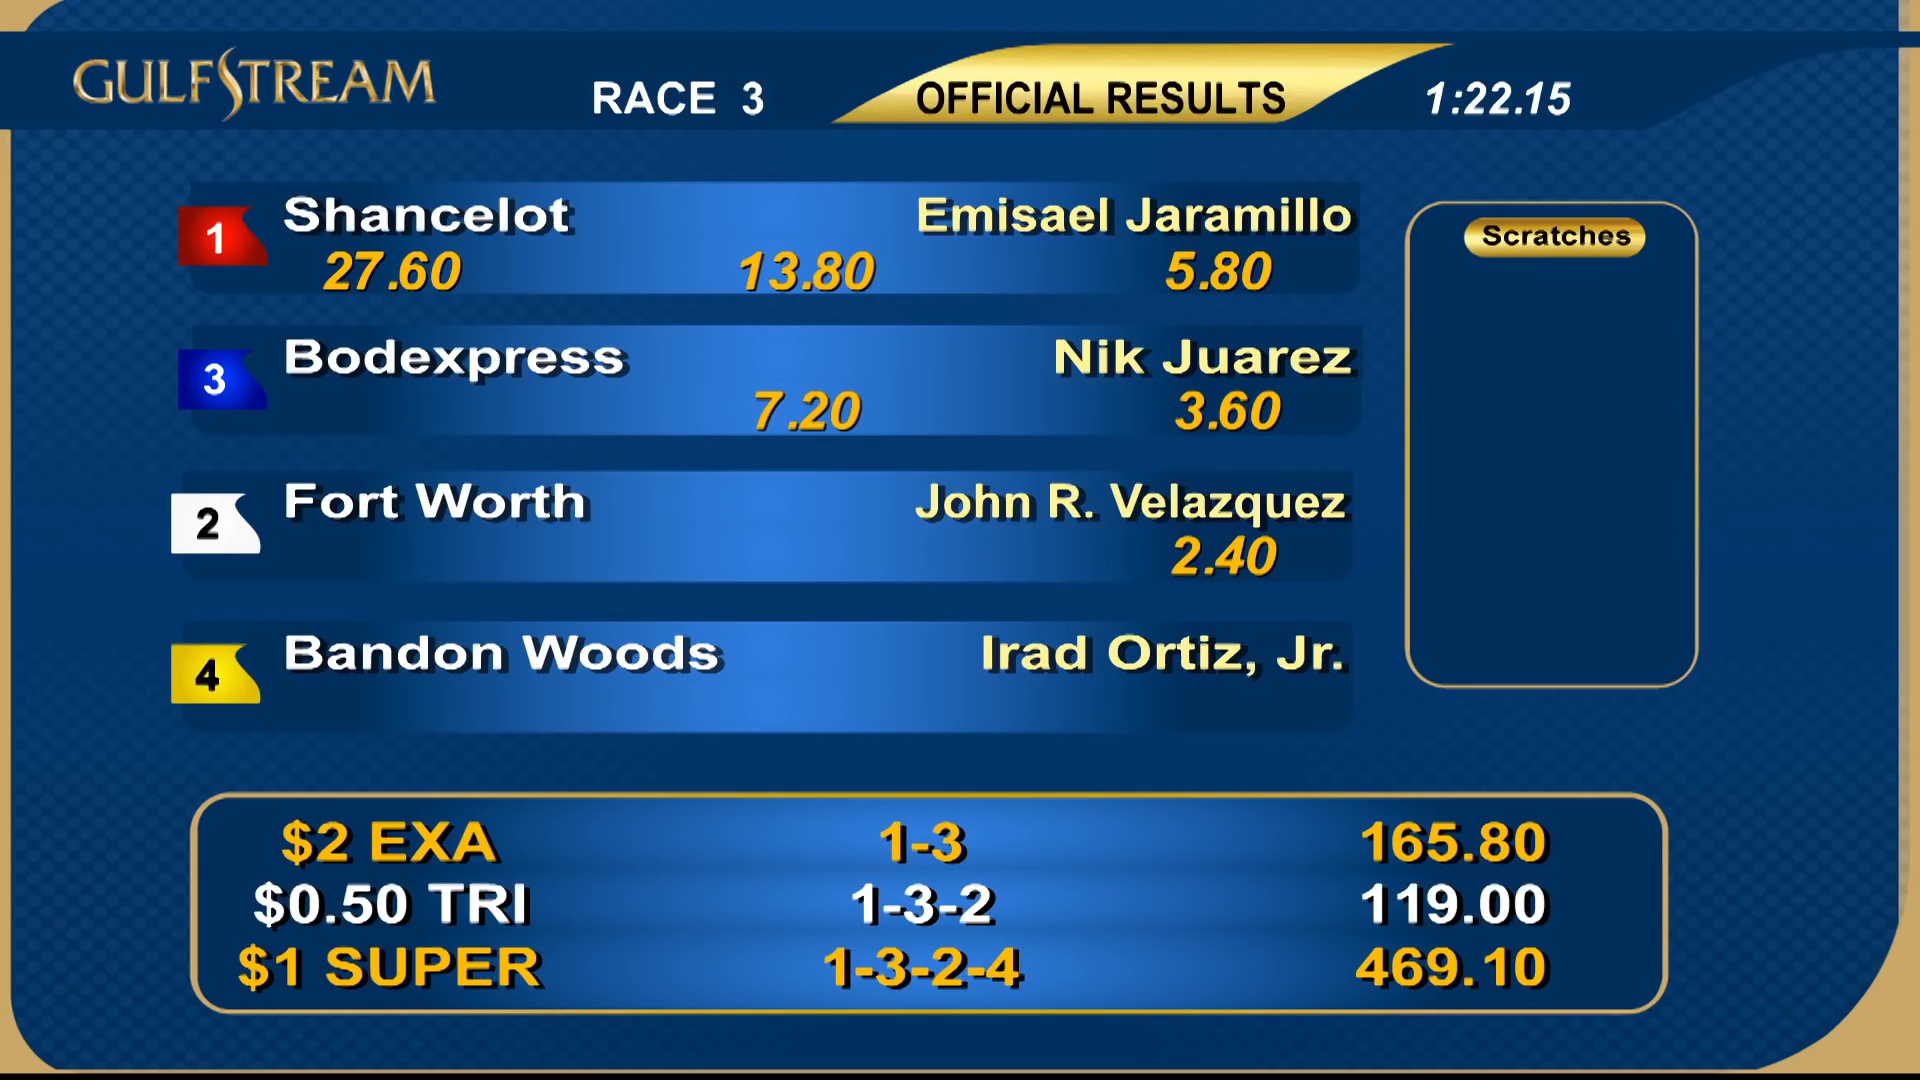 GULFSTREAM
RACE 3
OFFICIAL RESULTS
1:22.15
1 Shancelot Emisael Jaramillo
27.60 13.80 5.80
3 Bodexpress Nik Juarez
7.20 3.60
2 Fort Worth John R. Velazquez
2.40
4 Bandon Woods Irad Ortiz, Jr.
Scratches
$2 EXA 1-3 165.80
$0.50 TRI 1-3-2 119.00
$1 SUPER 1-3-2-4 469.10